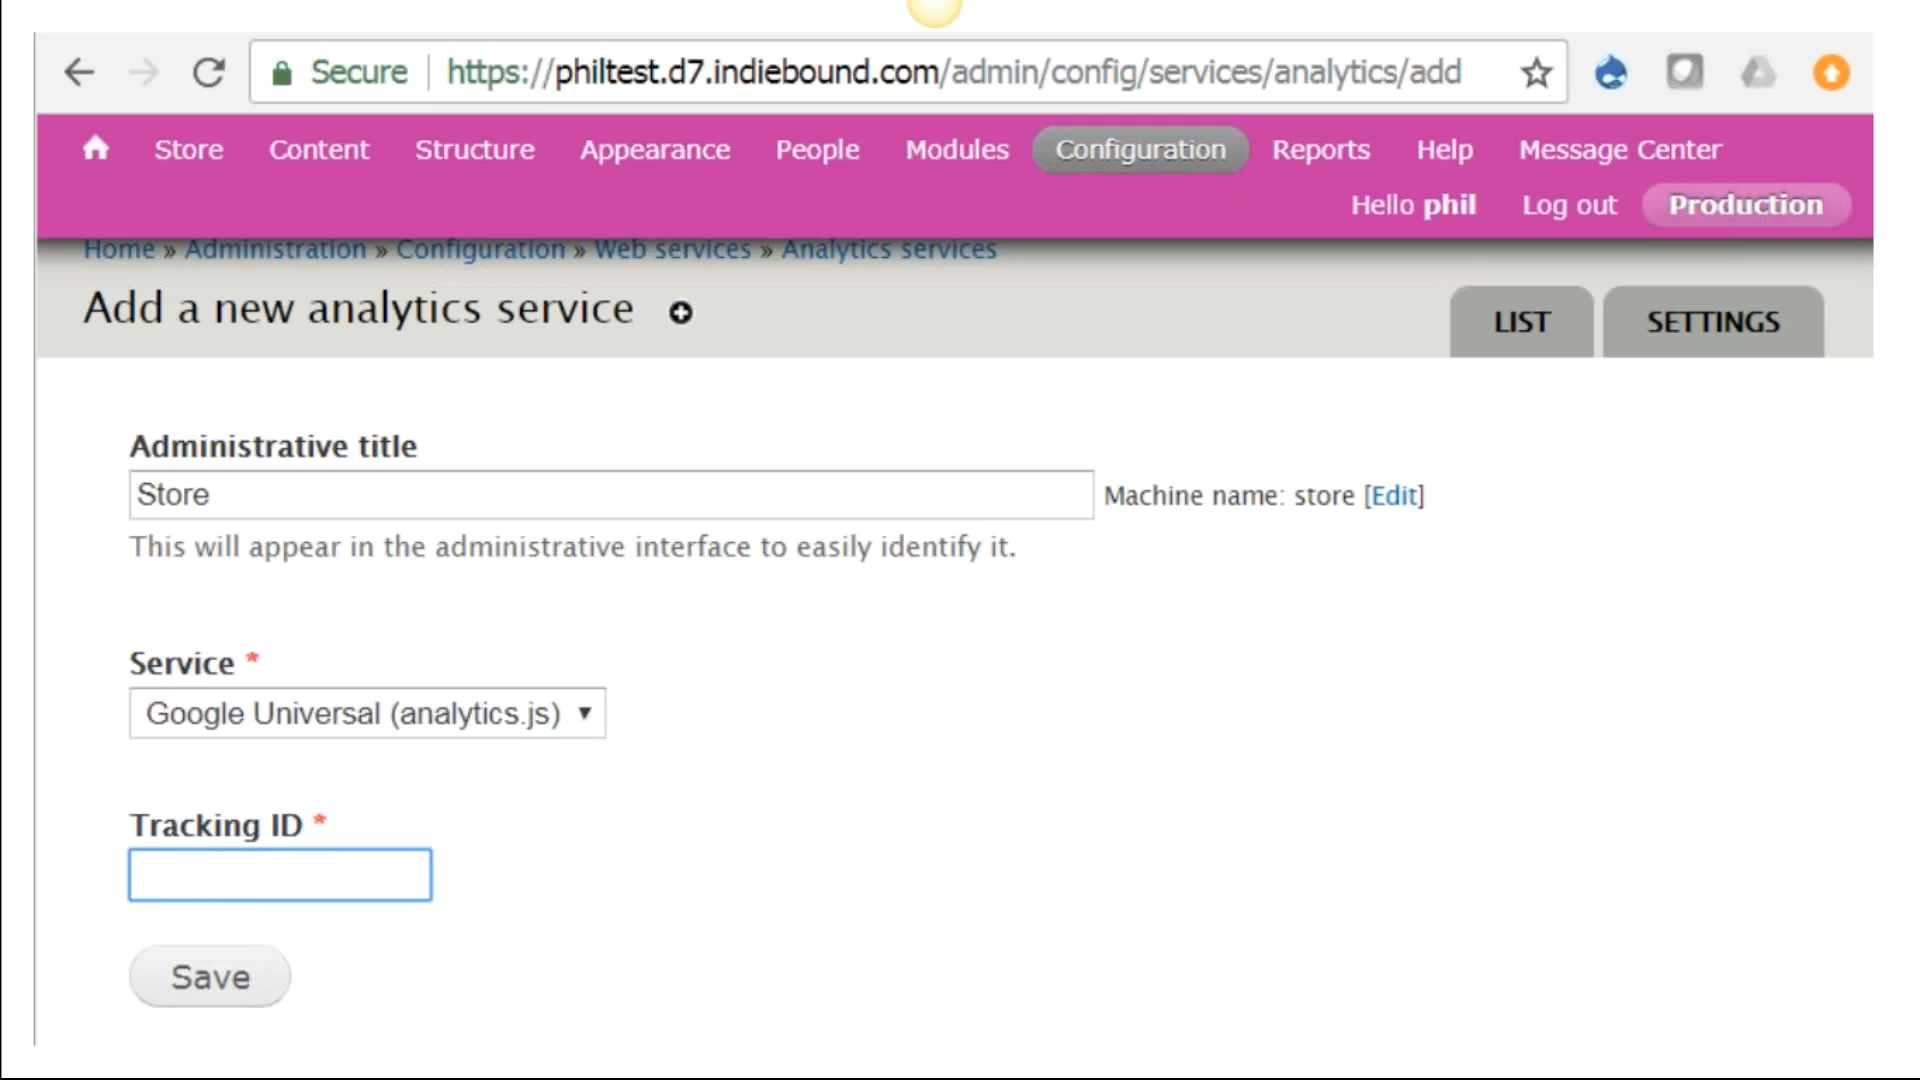 Secure https://philtest.d7.indiebound.com/admin/config/services/analytics/add
Store Content Structure Appearance People Modules Configuration Reports Help Message Center
Hello phil Log out Production
Home » Administration » Configuration » Web services » Analytics services
Add a new analytics service
LIST SETTINGS
Administrative title
Store Machine name: store [Edit]
This will appear in the administrative interface to easily identify it.
Service *
Google Universal (analytics.js)
Tracking ID *
Save